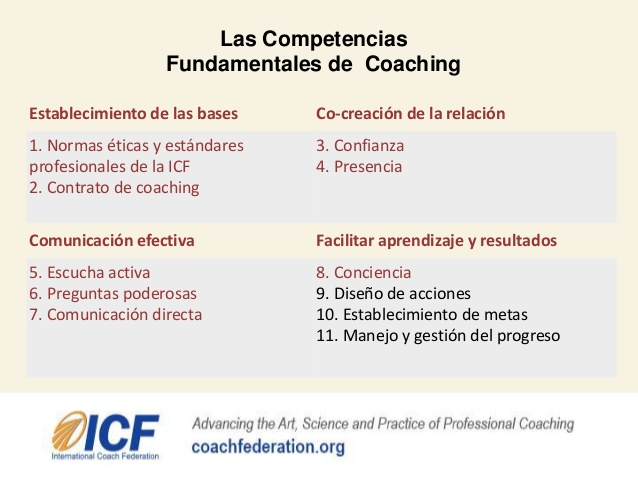 Las Competencias
Fundamentales de Coaching
Establecimiento de las bases
1. Normas éticas y estándares
profesionales de la ICF
2. Contrato de coaching
Co-creación de la relación
3. Confianza
4. Presencia
Comunicación efectiva
5. Escucha activa
6. Preguntas poderosas
7. Comunicación directa
Facilitar aprendizaje y resultados
8. Conciencia
9. Diseño de acciones
10. Establecimiento de metas
11. Manejo y gestión del progreso
ICF
International Coach Federation
Advancing the Art, Science and Practice of Professional Coaching
coachfederation.org